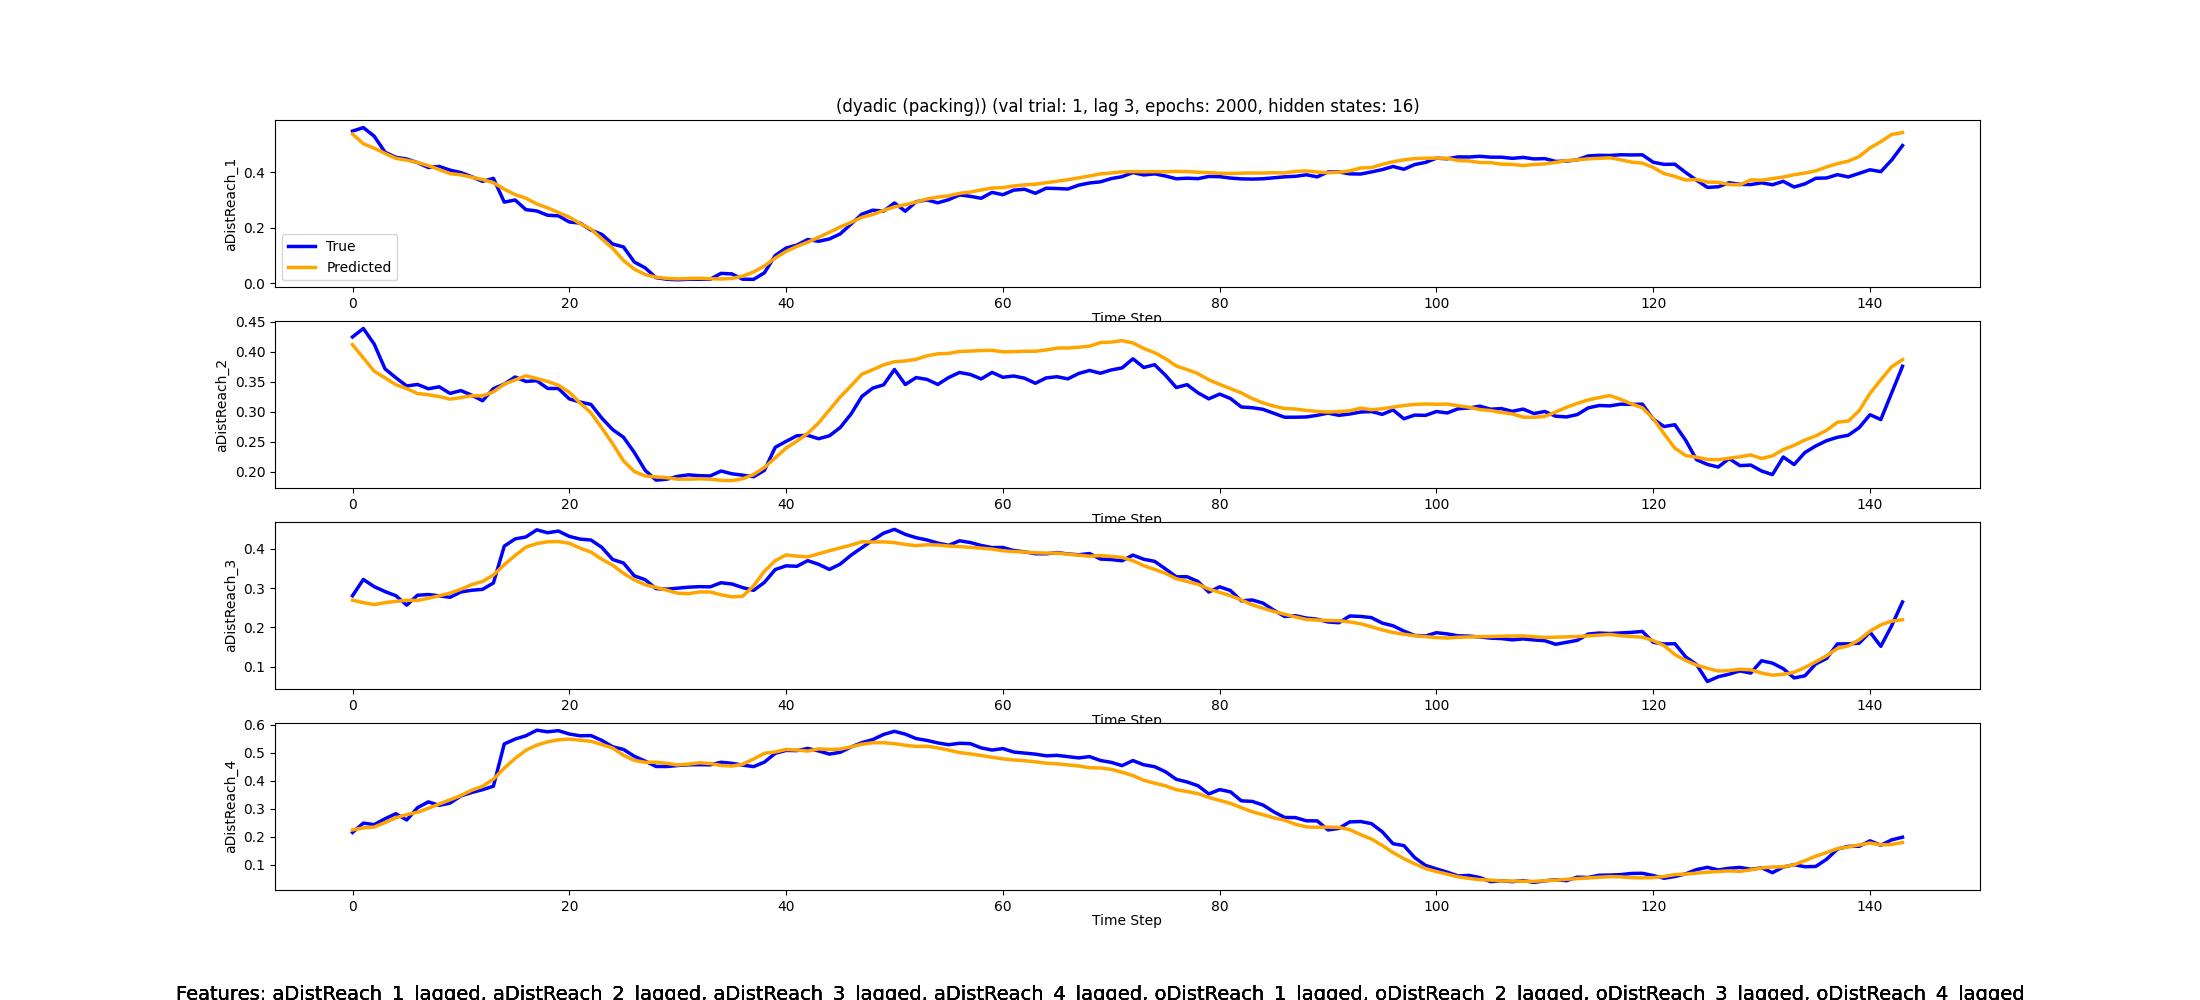 (dyadic (packing)) (val trial: 1, lag 3, epochs: 2000, hidden states: 16)
aDistReach_1
0.4
0.2
0.0
True
Predicted
0 20 40 60 80 100 120 140
Time Step
aDistReach_2
0.45
0.40
0.35
0.30
0.25
0.20
0 20 40 60 80 100 120 140
Time Step
aDistReach_3
0.4
0.3
0.2
0.1
0 20 40 60 80 100 120 140
Time Step
aDistReach_4
0.6
0.5
0.4
0.3
0.2
0.1
0 20 40 60 80 100 120 140
Time Step
Features: aDistReach_1_lagged, aDistReach_2_lagged, aDistReach_3_lagged, aDistReach_4_lagged, oDistReach_1_lagged, oDistReach_2_lagged, oDistReach_3_lagged, oDistReach_4_lagged